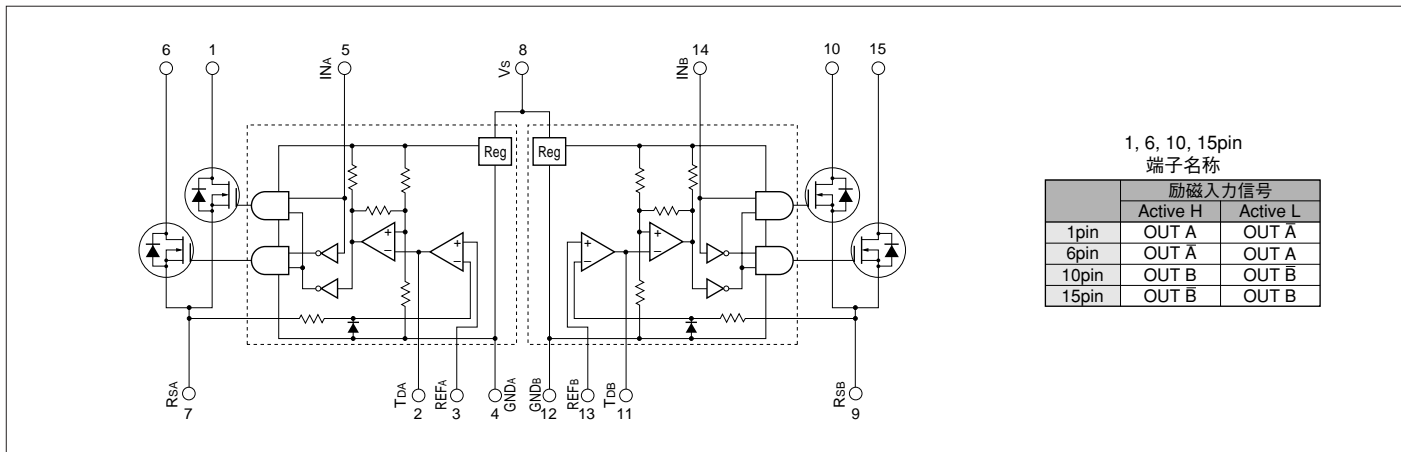 6
1
5
8
14
10
15
INA
VS
INB
Reg
Reg
+
−
+
−
+
−
+
−
RSA
7
TDA
2
REFA
3
GNDA
4
GNDB
12
REFB
13
TDB
11
RSB
9
1, 6, 10, 15pin
端子名称
励磁入力信号
Active H Active L
1pin OUT A OUT A̅
6pin OUT A̅ OUT A
10pin OUT B OUT B̅
15pin OUT B̅ OUT B